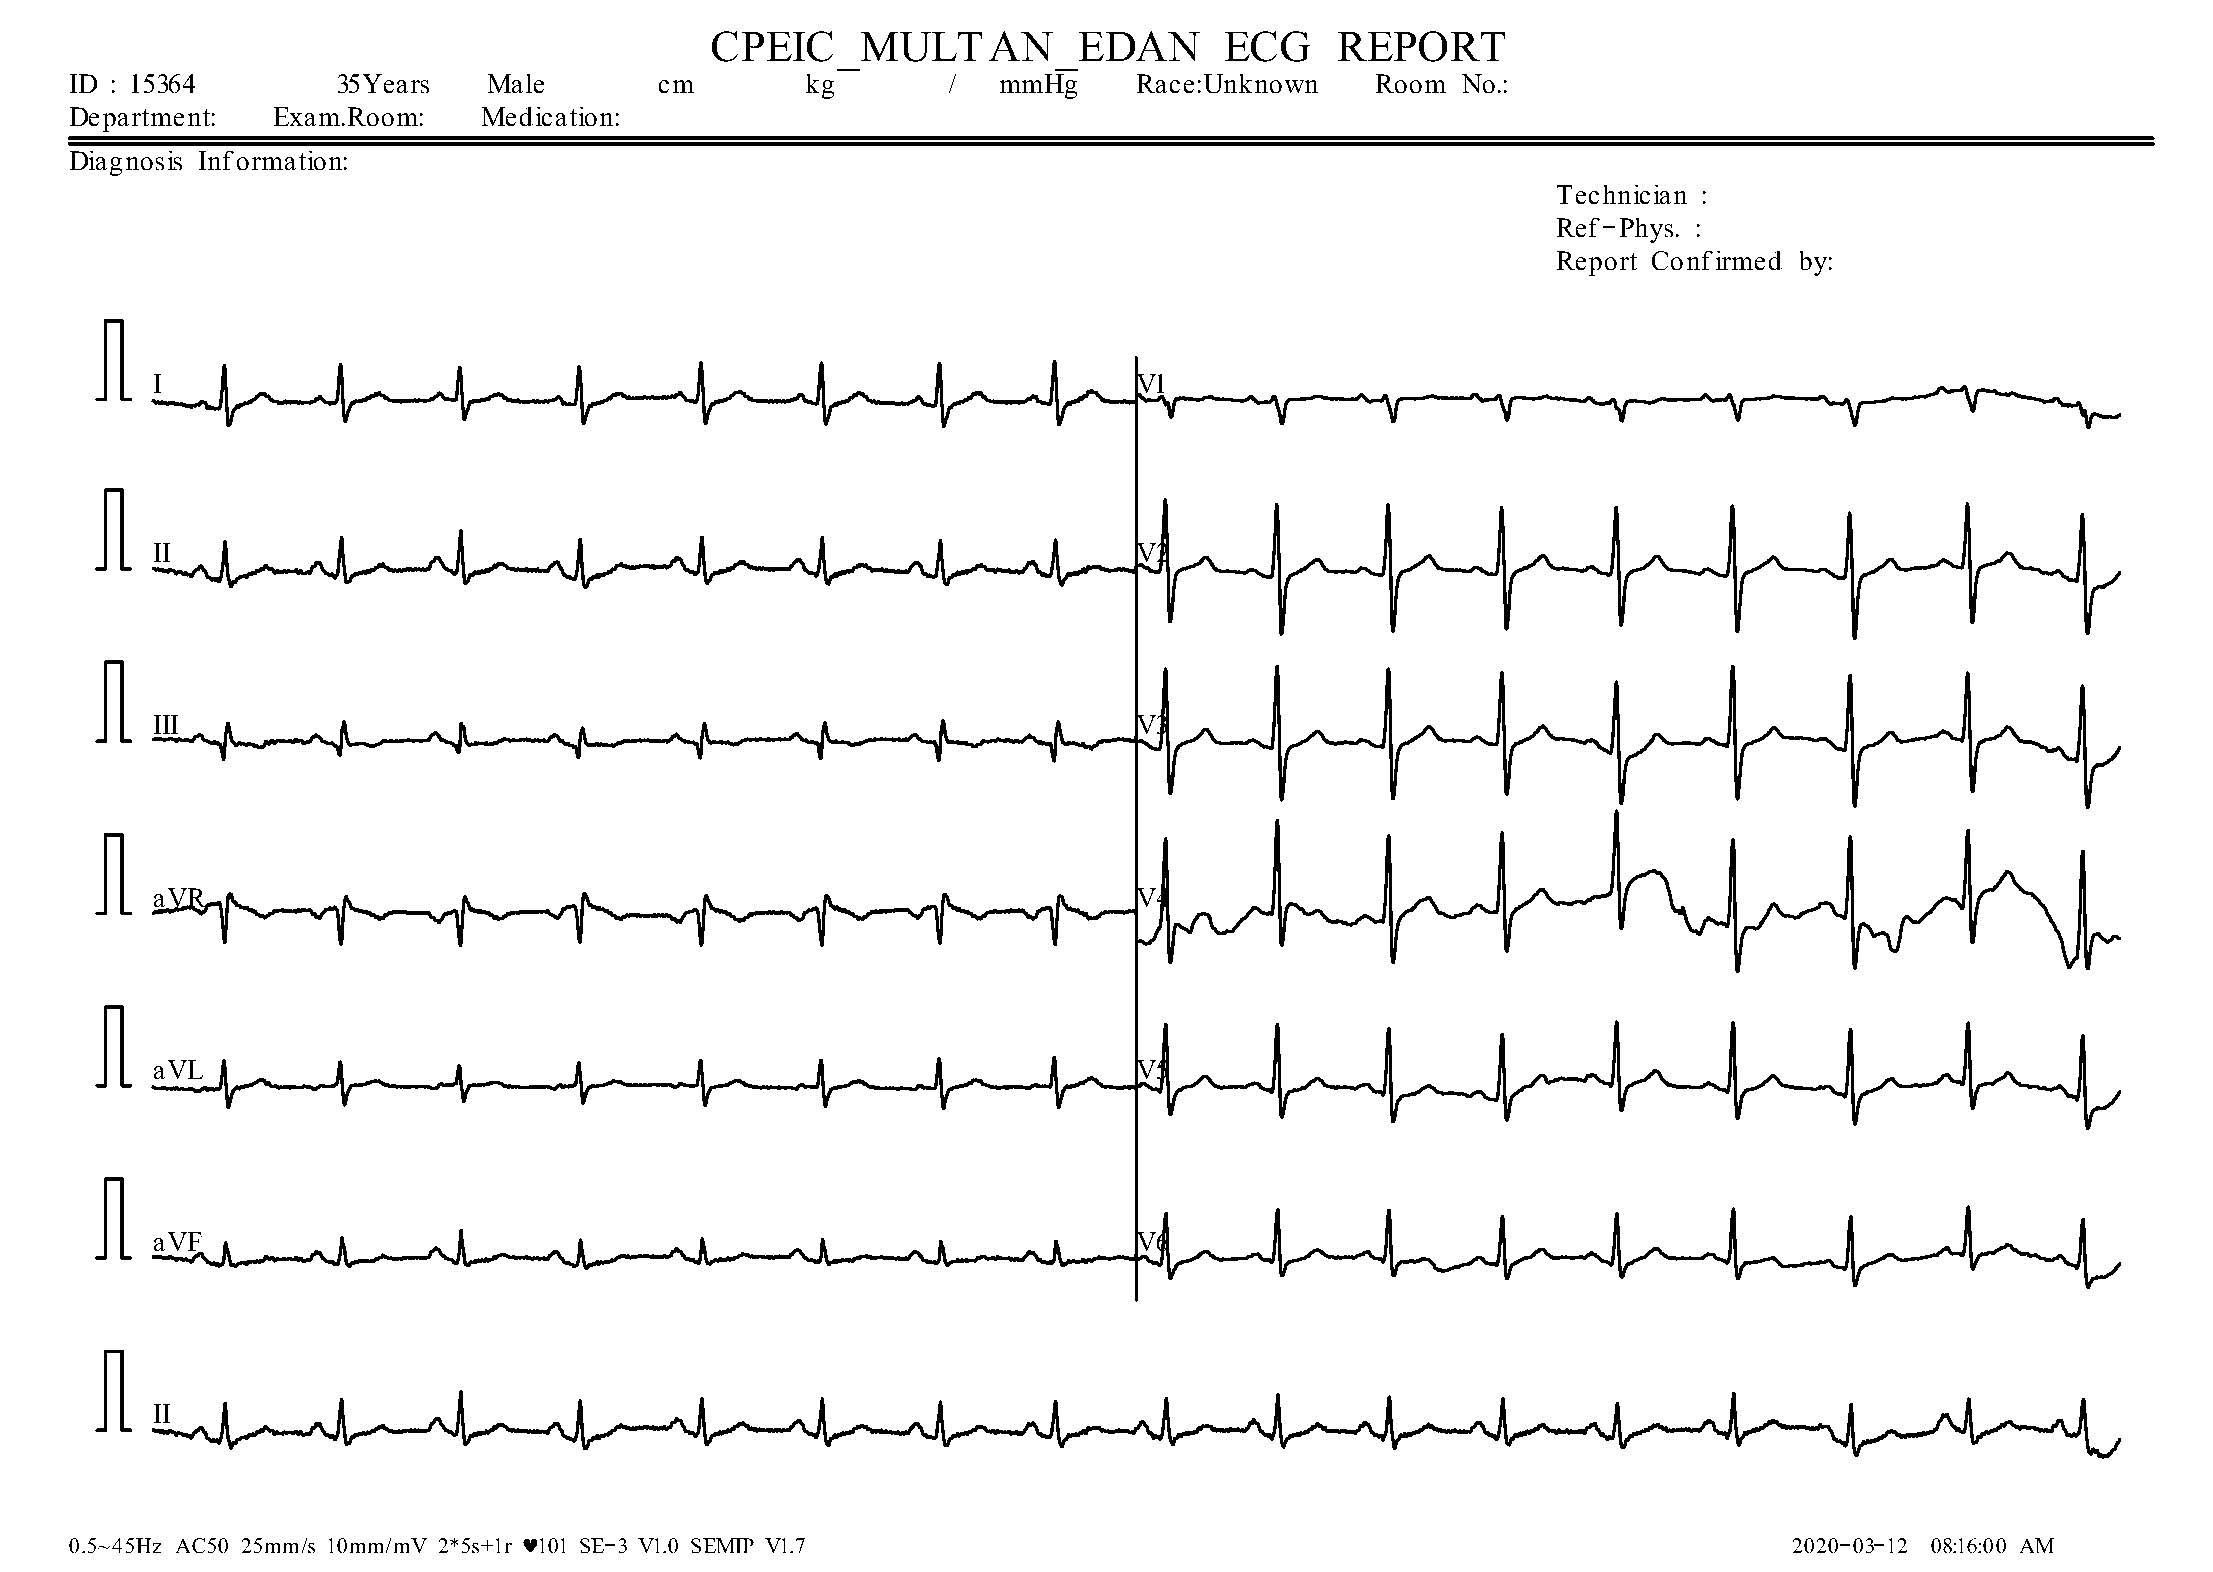 CPEIC_MULTAN_EDAN ECG REPORT
ID : 15364 35Years Male cm kg / mmHg Race:Unknown Room No.:
Department: Exam.Room: Medication:
Diagnosis Information:
Technician :
Ref-Phys. :
Report Confirmed by:
I V1
II V2
III V3
aVR V4
aVL V5
aVF V6
II
0.5~45Hz AC50 25mm/s 10mm/mV 2*5s+1r ♥101 SE-3 V1.0 SEMIP V1.7 2020-03-12 08:16:00 AM